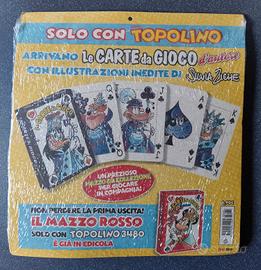 SOLO CON TOPOLINO
ARRIVANO Le CARTE da GIOCO d'autore
CON ILLUSTRAZIONI INEDITE DI Silvia Ziche
UN PREZIOSO
MAZZO DA COLLEZIONE,
PER GIOCARE
IN COMPAGNIA!
NON PERDERE LA PRIMA USCITA!
IL MAZZO ROSSO
SOLO CON TOPOLINO 3480
È GIÀ IN EDICOLA